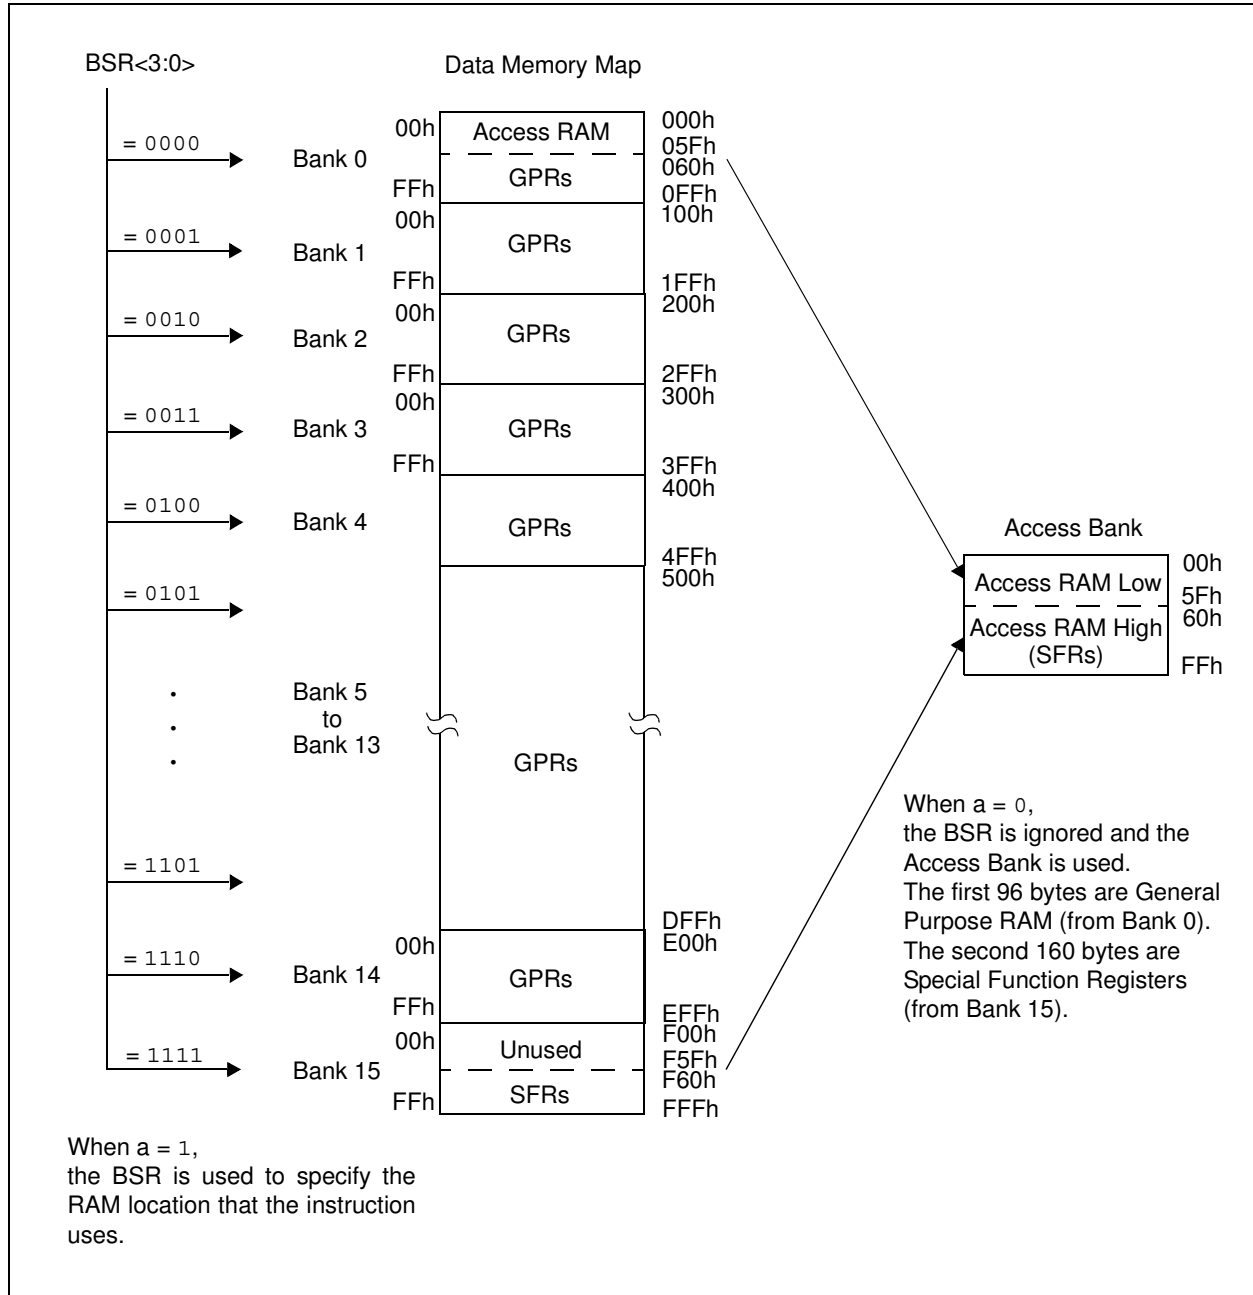 BSR<3:0>
Data Memory Map
= 0000
Bank 0
00h
Access RAM
000h
05Fh
060h
FFh
GPRs
0FFh
= 0001
Bank 1
00h
GPRs
100h
FFh
1FFh
= 0010
Bank 2
00h
GPRs
200h
FFh
2FFh
= 0011
Bank 3
00h
GPRs
300h
FFh
3FFh
= 0100
Bank 4
GPRs
400h
4FFh
= 0101
500h
.
.
.
Bank 5
to
Bank 13
GPRs
= 1101
DFFh
= 1110
Bank 14
00h
GPRs
E00h
FFh
EFFh
= 1111
Bank 15
00h
Unused
F00h
F5Fh
F60h
FFh
SFRs
FFFh
Access Bank
Access RAM Low
00h
5Fh
60h
Access RAM High
(SFRs)
FFh
When a = 0,
the BSR is ignored and the
Access Bank is used.
The first 96 bytes are General
Purpose RAM (from Bank 0).
The second 160 bytes are
Special Function Registers
(from Bank 15).
When a = 1,
the BSR is used to specify the
RAM location that the instruction
uses.